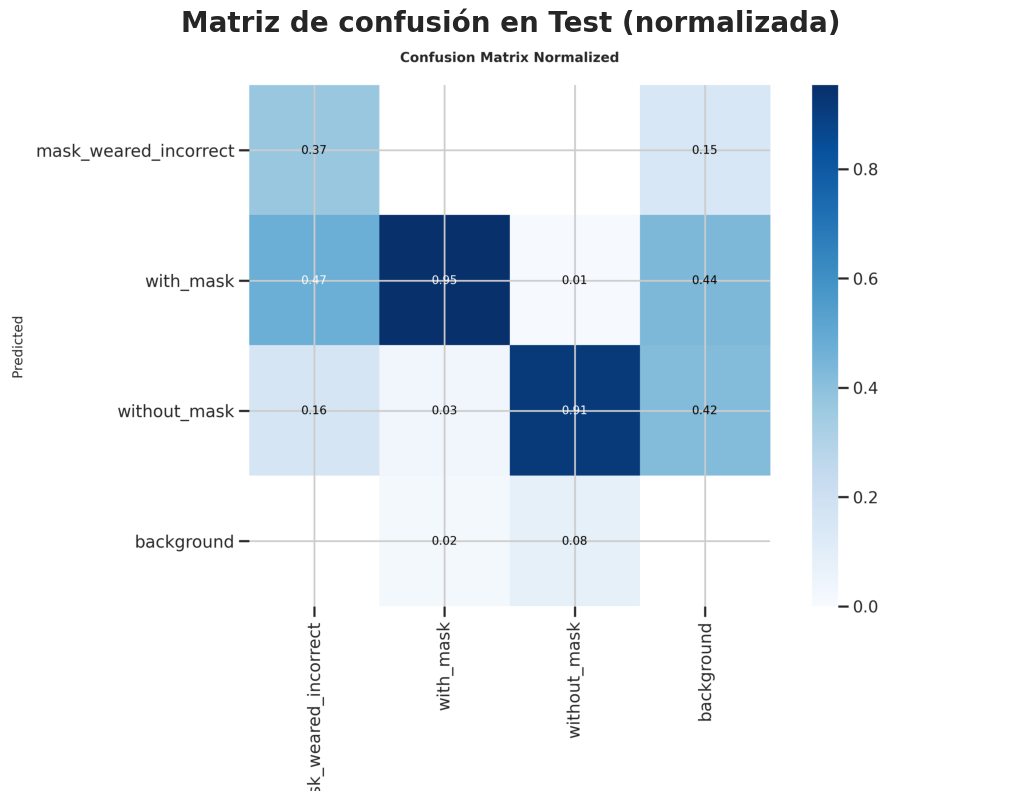 Matriz de confusión en Test (normalizada)
Confusion Matrix Normalized
mask_weared_incorrect
0.37
0.15
0.8
with_mask
0.47
0.95
0.01
0.44
0.6
Predicted
without_mask
0.16
0.03
0.91
0.42
0.4
0.2
background
0.02
0.08
0.0
sk_weared_incorrect
with_mask
without_mask
background